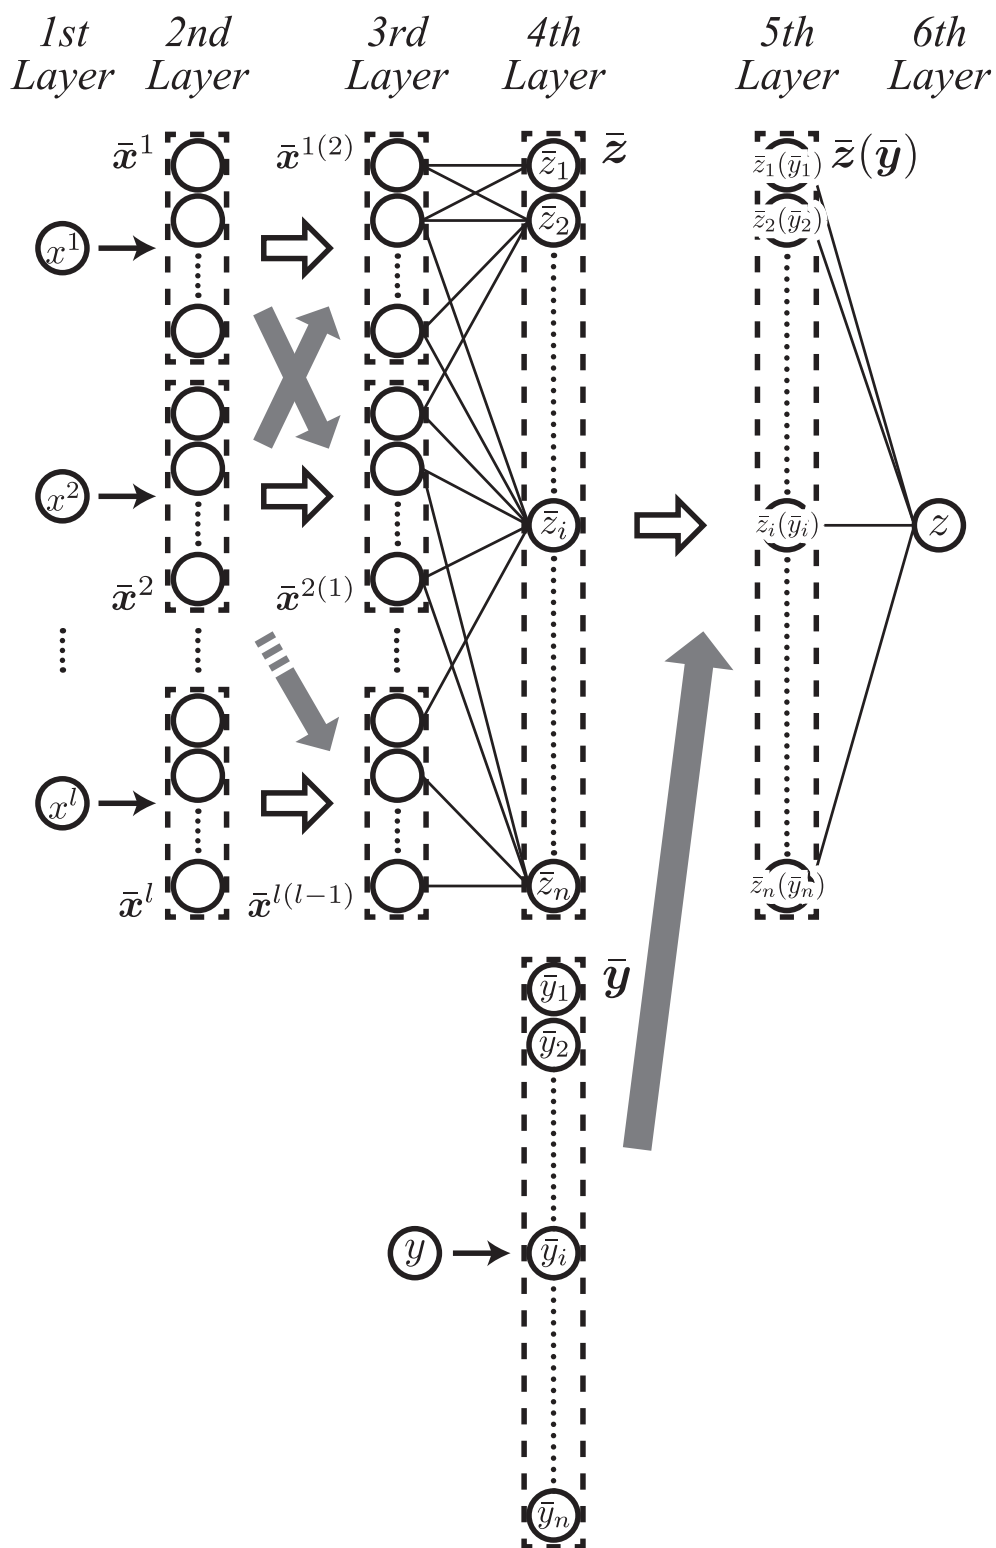 1st Layer
2nd Layer
3rd Layer
4th Layer
5th Layer
6th Layer
x̄¹
x̄¹⁽²⁾
z̄₁
z̄
z̄₁(ȳ₁)
z̄(ȳ)
z̄₂
z̄₂(ȳ₂)
x¹
x²
z̄ᵢ
z̄ᵢ(ȳᵢ)
z
x̄²
x̄²⁽¹⁾
xˡ
x̄ˡ
x̄ˡ⁽ˡ⁻¹⁾
z̄ₙ
z̄ₙ(ȳₙ)
ȳ₁
ȳ
ȳ₂
y
ȳᵢ
ȳₙ